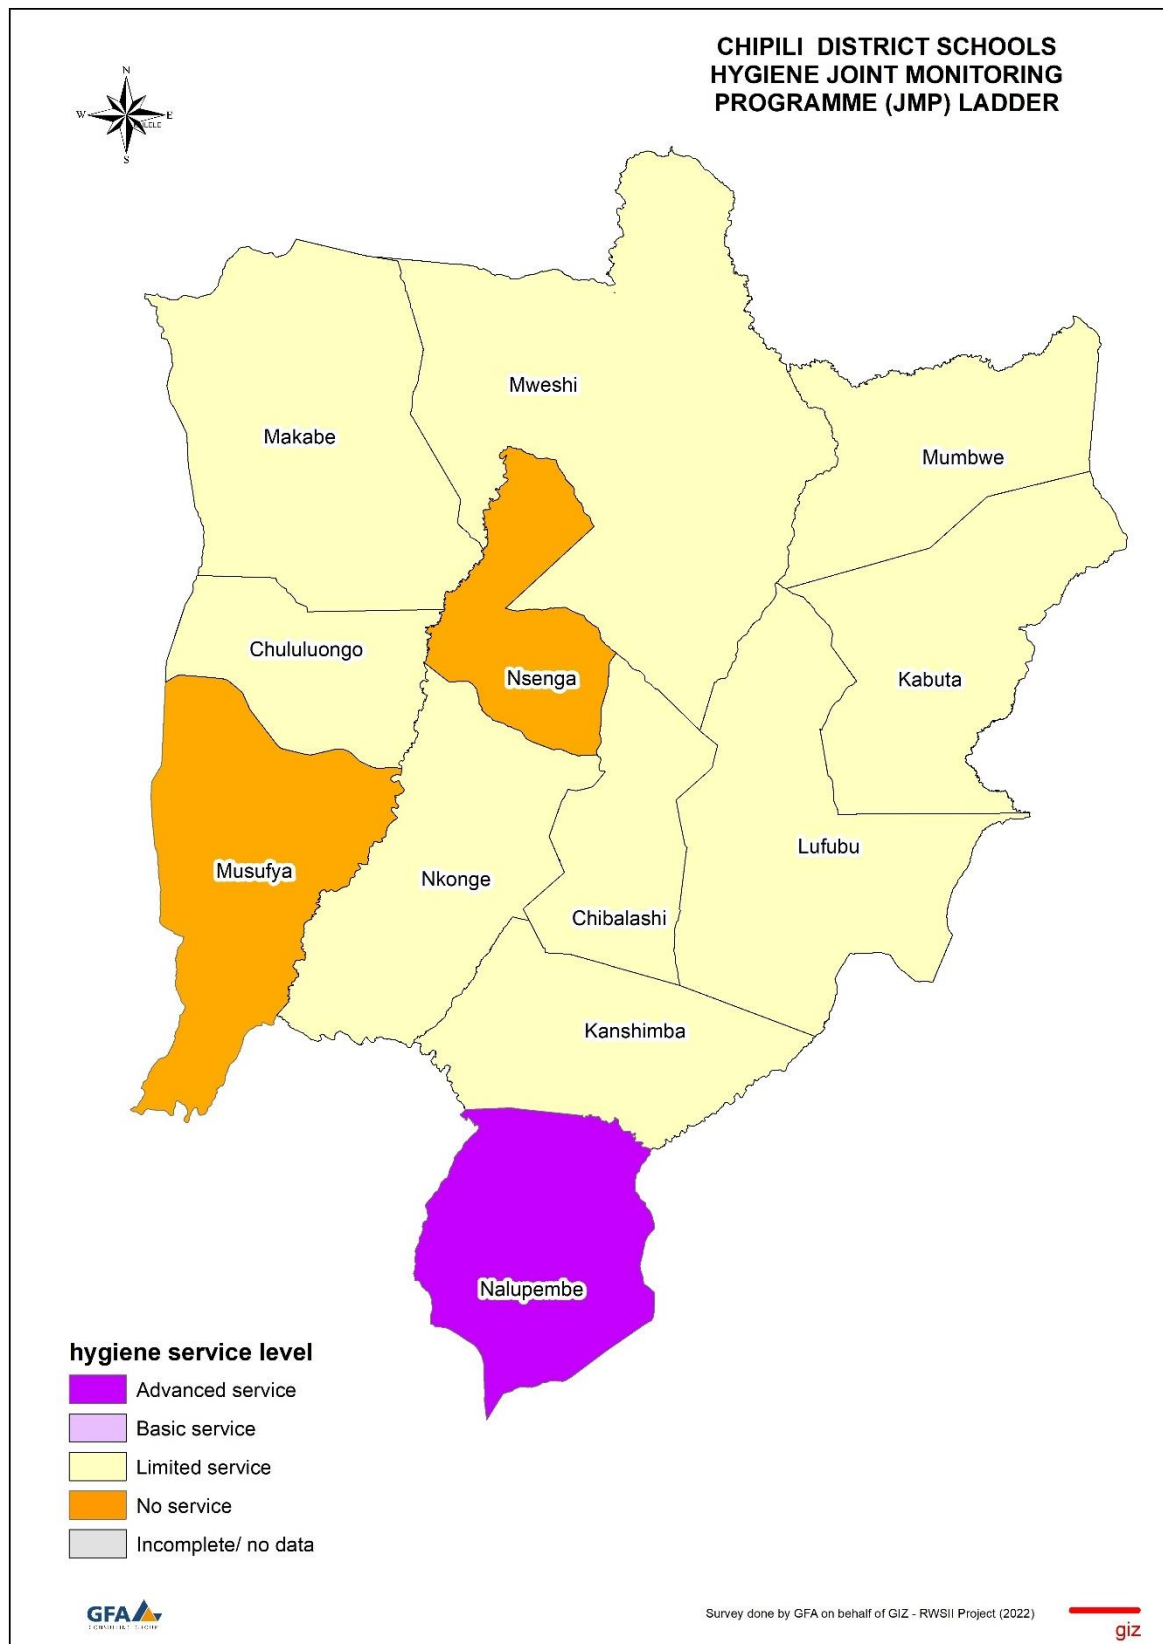 CHIPILI DISTRICT SCHOOLS
HYGIENE JOINT MONITORING
PROGRAMME (JMP) LADDER
N
W
E
S
Mweshi
Makabe
Mumbwe
Chululuongo
Nsenga
Kabuta
Lufubu
Musufya
Nkonge
Chibalashi
Kanshimba
Nalupembe
hygiene service level
Advanced service
Basic service
Limited service
No service
Incomplete/ no data
GFA
CONSULTING GROUP
Survey done by GFA on behalf of GIZ - RWSII Project (2022)
giz